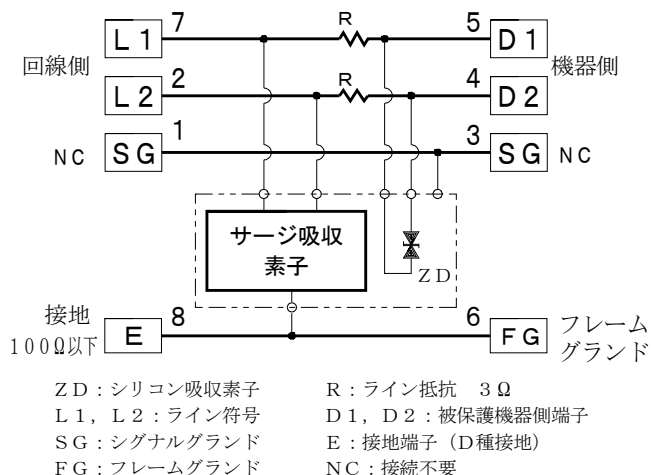 7 R 5
L1 D1
回線側 機器側
2 R 4
L2 D2
1 3
NC SG SG NC
サージ吸収
素子
ZD
接地 8 6 フレーム
100Ω以下 E FG グランド
ZD:シリコン吸収素子 R:ライン抵抗 3Ω
L1,L2:ライン符号 D1,D2:被保護機器側端子
SG:シグナルグランド E:接地端子(D種接地)
FG:フレームグランド NC:接続不要